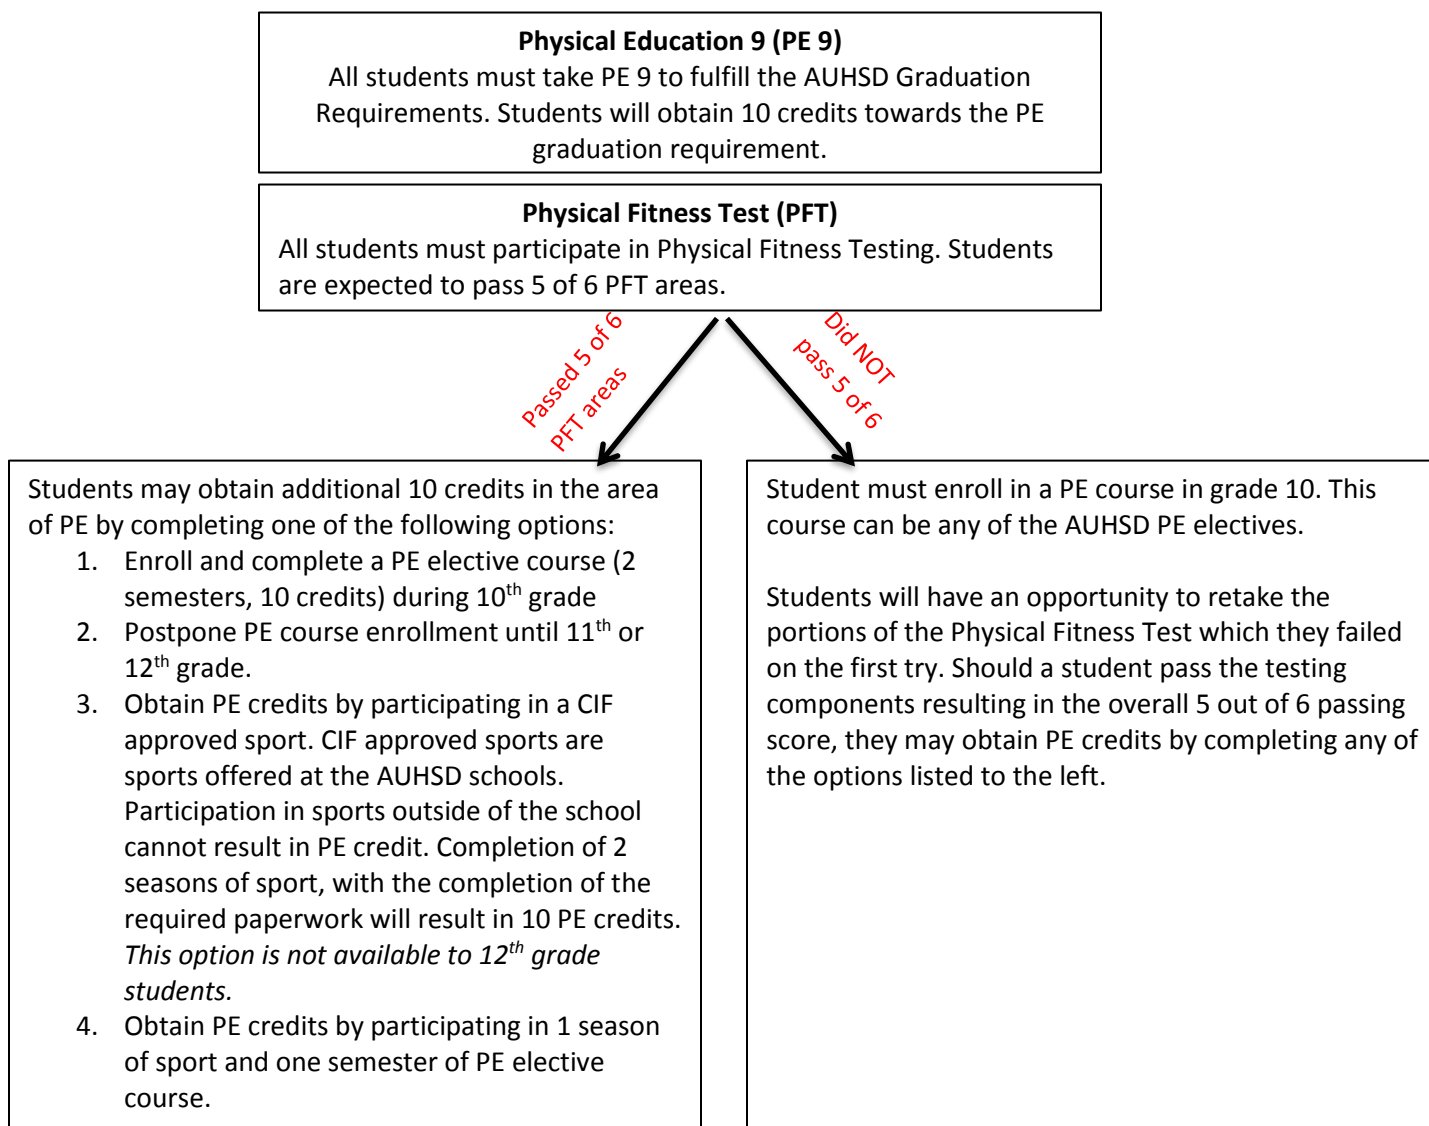 Physical Education 9 (PE 9)
All students must take PE 9 to fulfill the AUHSD Graduation
Requirements. Students will obtain 10 credits towards the PE
graduation requirement.
Physical Fitness Test (PFT)
All students must participate in Physical Fitness Testing. Students
are expected to pass 5 of 6 PFT areas.
Passed 5 of 6
PFT areas
Did NOT
pass 5 of 6
Students may obtain additional 10 credits in the area
of PE by completing one of the following options:
1. Enroll and complete a PE elective course (2
semesters, 10 credits) during 10th grade
2. Postpone PE course enrollment until 11th or
12th grade.
3. Obtain PE credits by participating in a CIF
approved sport. CIF approved sports are
sports offered at the AUHSD schools.
Participation in sports outside of the school
cannot result in PE credit. Completion of 2
seasons of sport, with the completion of the
required paperwork will result in 10 PE credits.
This option is not available to 12th grade
students.
4. Obtain PE credits by participating in 1 season
of sport and one semester of PE elective
course.
Student must enroll in a PE course in grade 10. This
course can be any of the AUHSD PE electives.
Students will have an opportunity to retake the
portions of the Physical Fitness Test which they failed
on the first try. Should a student pass the testing
components resulting in the overall 5 out of 6 passing
score, they may obtain PE credits by completing any of
the options listed to the left.